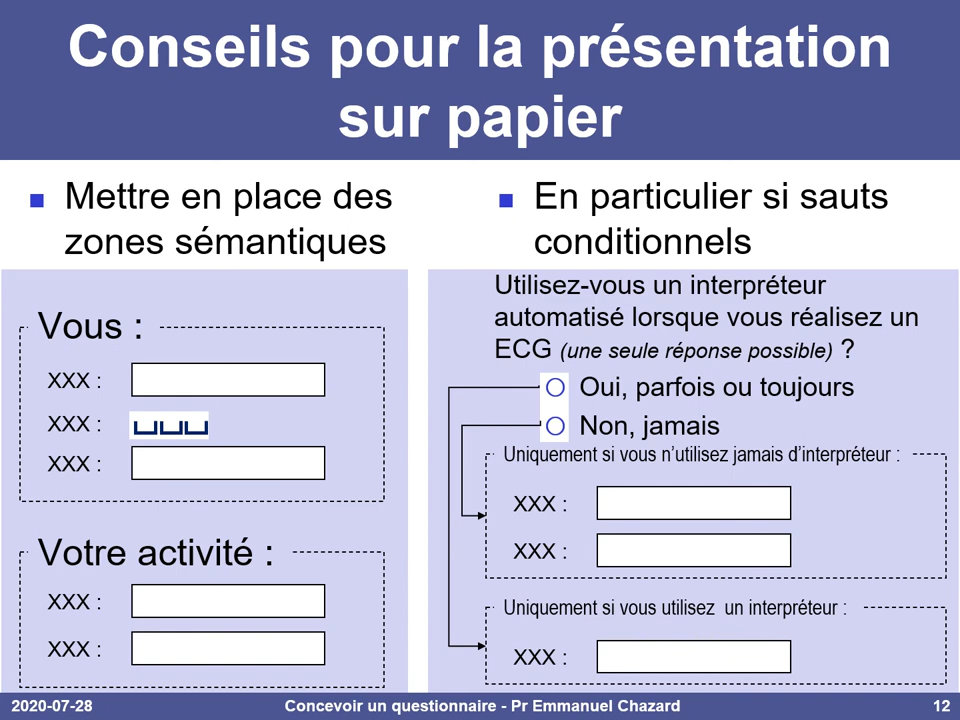 Conseils pour la présentation
sur papier
Mettre en place des
zones sémantiques
Vous :
XXX :
XXX :
XXX :
Votre activité :
XXX :
XXX :
En particulier si sauts
conditionnels
Utilisez-vous un interpréteur
automatisé lorsque vous réalisez un
ECG (une seule réponse possible) ?
Oui, parfois ou toujours
Non, jamais
Uniquement si vous n’utilisez jamais d’interpréteur :
XXX :
XXX :
Uniquement si vous utilisez un interpréteur :
XXX :
2020-07-28 Concevoir un questionnaire - Pr Emmanuel Chazard 12